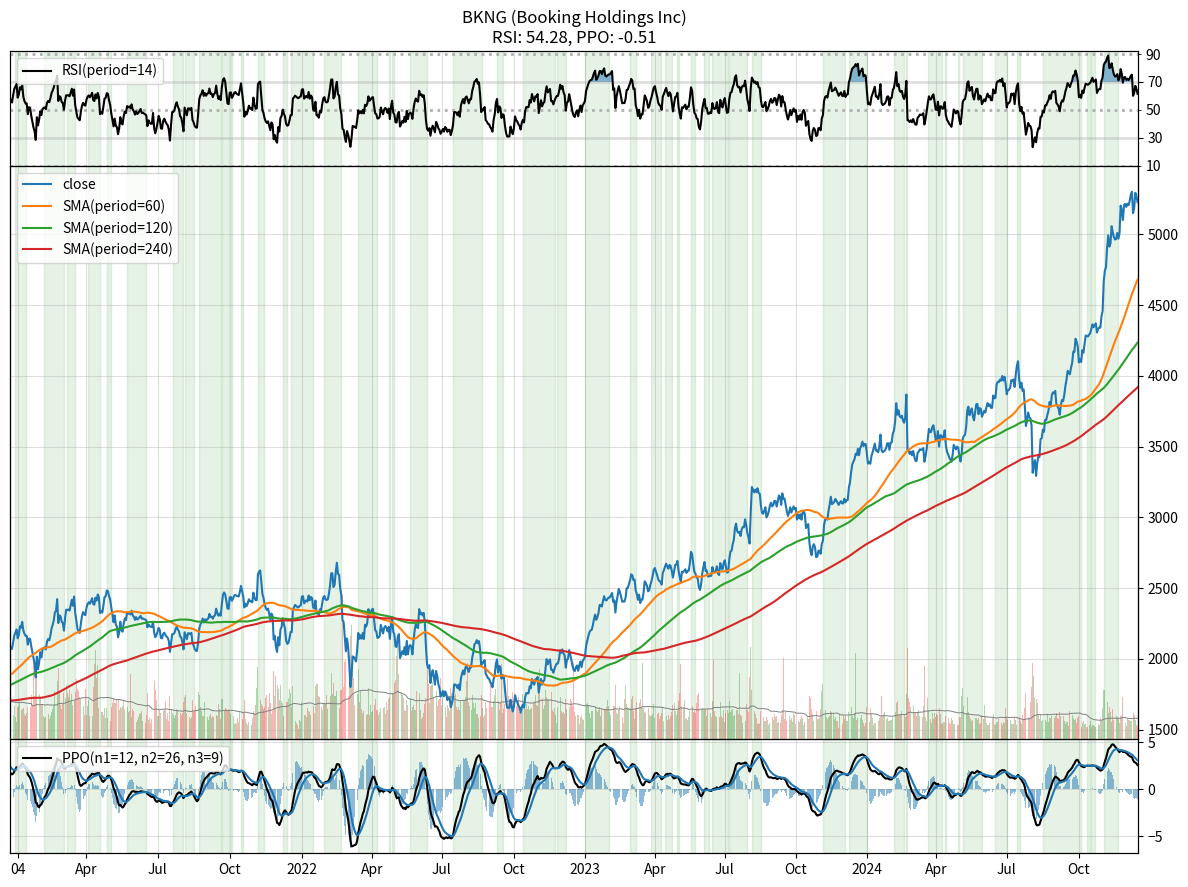 BKNG (Booking Holdings Inc)
RSI: 54.28, PPO: -0.51
RSI(period=14)
90
70
50
30
10
close
SMA(period=60)
SMA(period=120)
SMA(period=240)
5000
4500
4000
3500
3000
2500
2000
1500
PPO(n1=12, n2=26, n3=9)
5
0
−5
04 Apr Jul Oct 2022 Apr Jul Oct 2023 Apr Jul Oct 2024 Apr Jul Oct